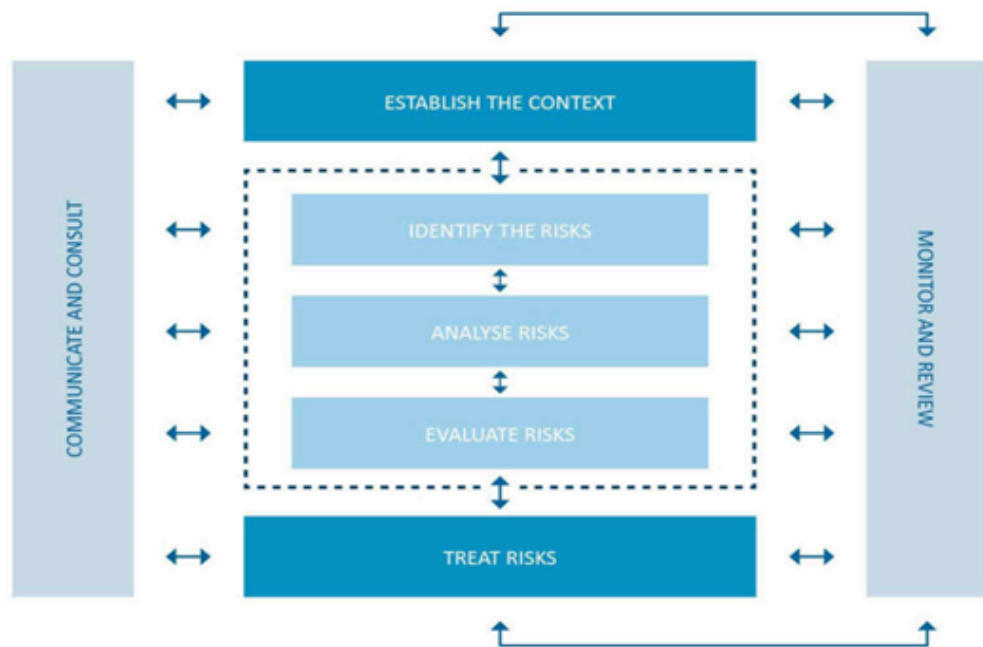 ESTABLISH THE CONTEXT
COMMUNICATE AND CONSULT
IDENTIFY THE RISKS
ANALYSE RISKS
EVALUATE RISKS
TREAT RISKS
MONITOR AND REVIEW